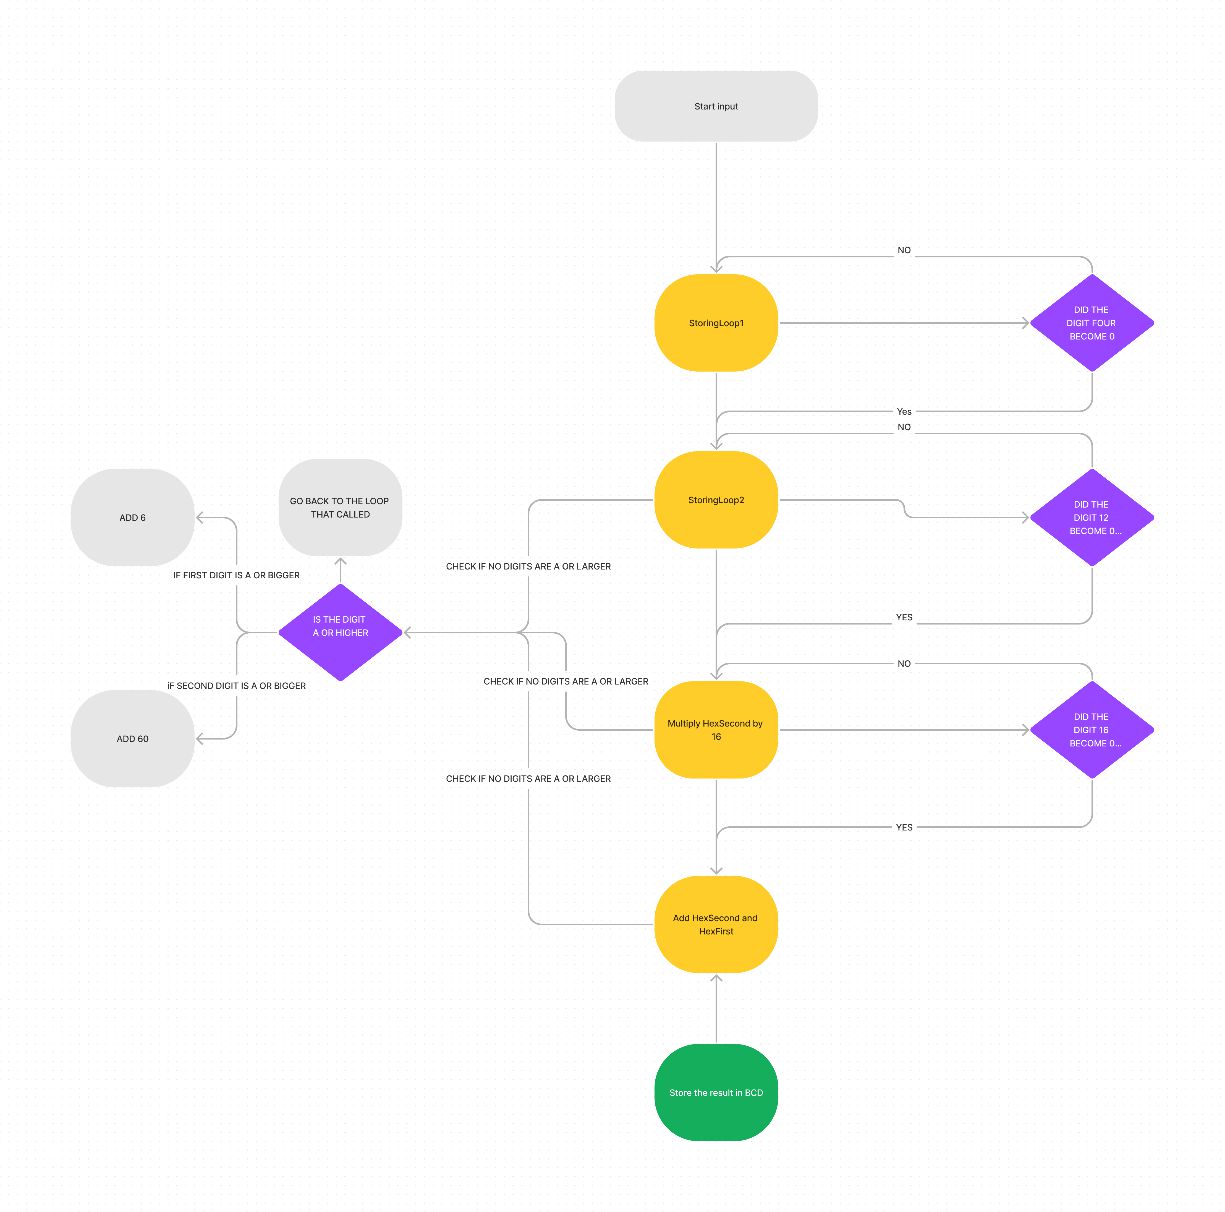 Start input
NO
StoringLoop1
DID THE
DIGIT FOUR
BECOME 0
Yes
NO
StoringLoop2
DID THE
DIGIT 12
BECOME 0...
GO BACK TO THE LOOP
THAT CALLED
ADD 6
CHECK IF NO DIGITS ARE A OR LARGER
IF FIRST DIGIT IS A OR BIGGER
IS THE DIGIT
A OR HIGHER
YES
NO
CHECK IF NO DIGITS ARE A OR LARGER
iF SECOND DIGIT IS A OR BIGGER
ADD 60
Multiply HexSecond by
16
DID THE
DIGIT 16
BECOME 0...
CHECK IF NO DIGITS ARE A OR LARGER
YES
Add HexSecond and
HexFirst
Store the result in BCD